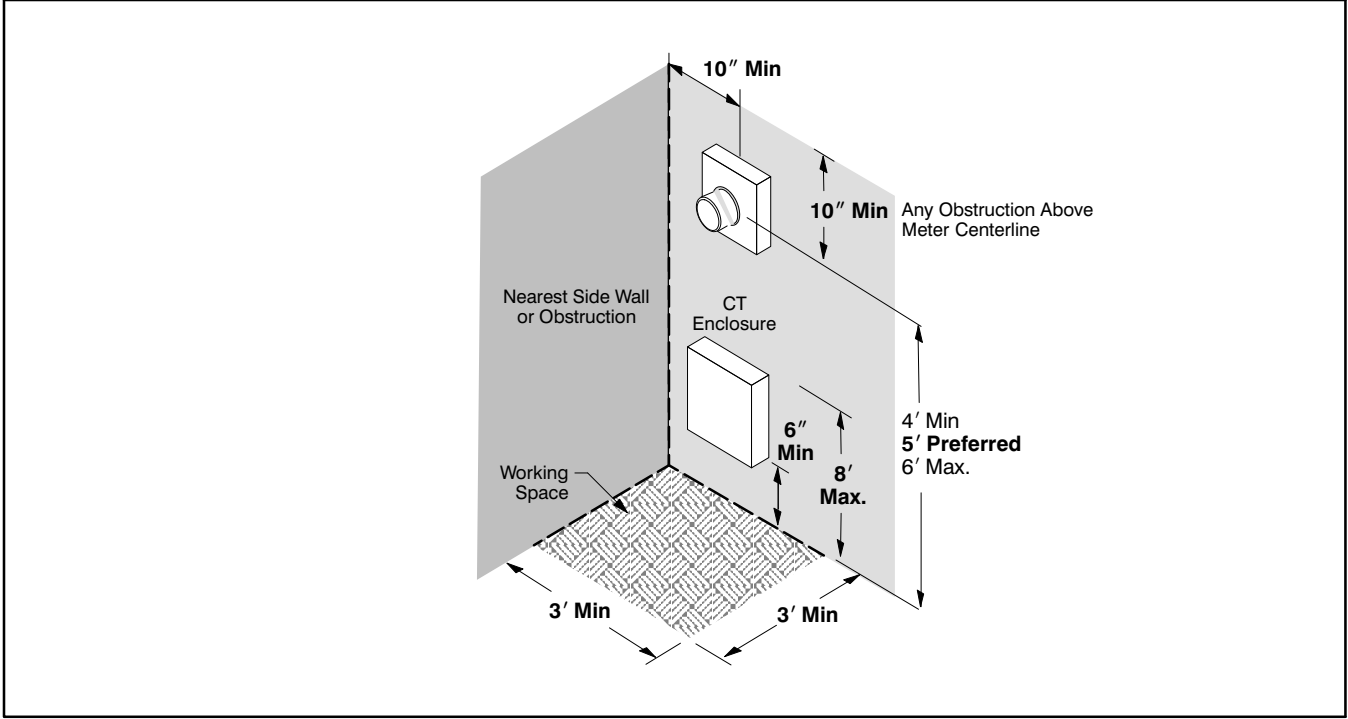 10″ Min
10″ Min
Any Obstruction Above
Meter Centerline
Nearest Side Wall
or Obstruction
CT
Enclosure
4′ Min
5′ Preferred
6′ Max.
6″
Min
8′
Max.
Working
Space
3′ Min
3′ Min